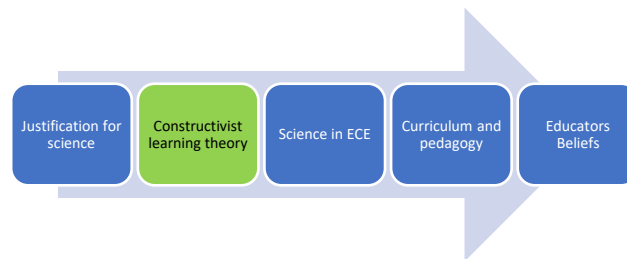 Justification for
science
Constructivist
learning theory
Science in ECE
Curriculum and
pedagogy
Educators
Beliefs